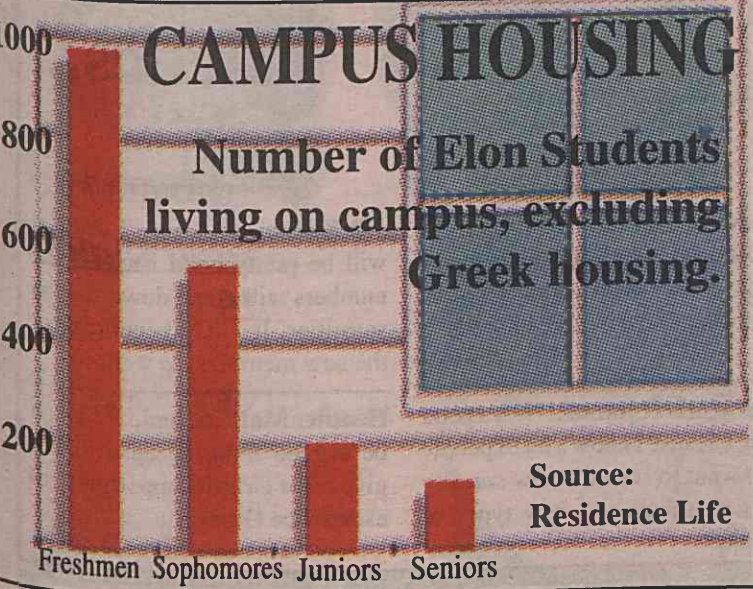 CAMPUS HOUSING
Number of Elon Students
living on campus, excluding
Greek housing.
1000
800
600
400
200
Source:
Residence Life
Freshmen Sophomores Juniors Seniors